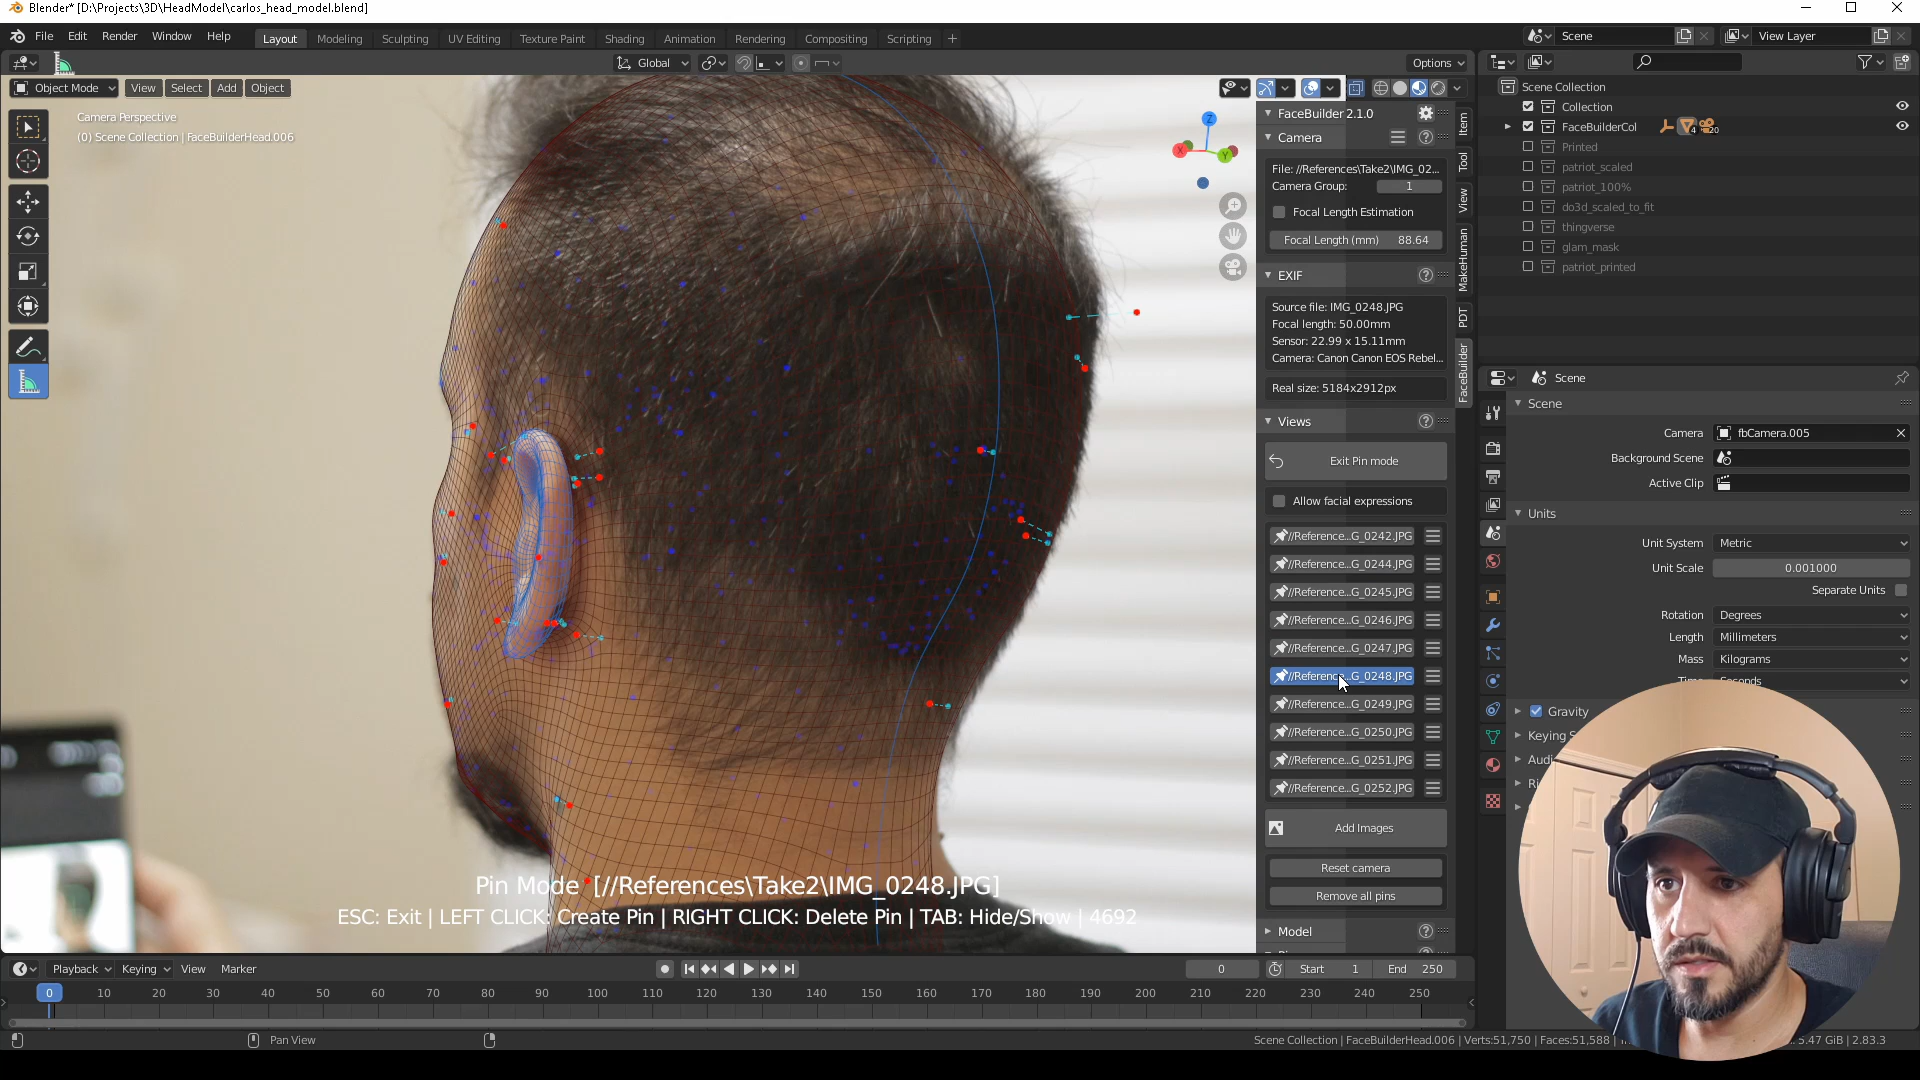 Blender* [D:\Projects\3D\HeadModel\carlos_head_model.blend]
File Edit Render Window Help
Layout Modeling Sculpting UV Editing Texture Paint Shading Animation Rendering Compositing Scripting +
Scene
View Layer
Global
Options
Object Mode View Select Add Object
Camera Perspective
(0) Scene Collection | FaceBuilderHead.006
Z
X
Y
FaceBuilder 2.1.0
Camera
File: //References\Take2\IMG_02...
Camera Group: 1
Focal Length Estimation
Focal Length (mm) 88.64
EXIF
Source file: IMG_0248.JPG
Focal length: 50.00mm
Sensor: 22.99 x 15.11mm
Camera: Canon Canon EOS Rebel...
Real size: 5184x2912px
Views
Exit Pin mode
Allow facial expressions
//Reference...G_0242.JPG
//Reference...G_0244.JPG
//Reference...G_0245.JPG
//Reference...G_0246.JPG
//Reference...G_0247.JPG
//Reference...G_0248.JPG
//Reference...G_0249.JPG
//Reference...G_0250.JPG
//Reference...G_0251.JPG
//Reference...G_0252.JPG
Add Images
Reset camera
Remove all pins
Model
Item
Tool
View
MakeHuman
PDT
FaceBuilder
Scene Collection
Collection
FaceBuilderCol 4 20
Printed
patriot_scaled
patriot_100%
do3d_scaled_to_fit
thingverse
glam_mask
patriot_printed
Scene
Scene
Camera fbCamera.005
Background Scene
Active Clip
Units
Unit System Metric
Unit Scale 0.001000
Separate Units
Rotation Degrees
Length Millimeters
Mass Kilograms
Time Seconds
Gravity
Keying S
Audi
Pin Mode [//References\Take2\IMG_0248.JPG]
ESC: Exit | LEFT CLICK: Create Pin | RIGHT CLICK: Delete Pin | TAB: Hide/Show | 4692
Playback Keying View Marker
0 Start 1 End 250
0 10 20 30 40 50 60 70 80 90 100 110 120 130 140 150 160 170 180 190 200 210 220 230 240 250
Pan View
Scene Collection | FaceBuilderHead.006 | Verts:51,750 | Faces:51,588 | 5.47 GiB | 2.83.3